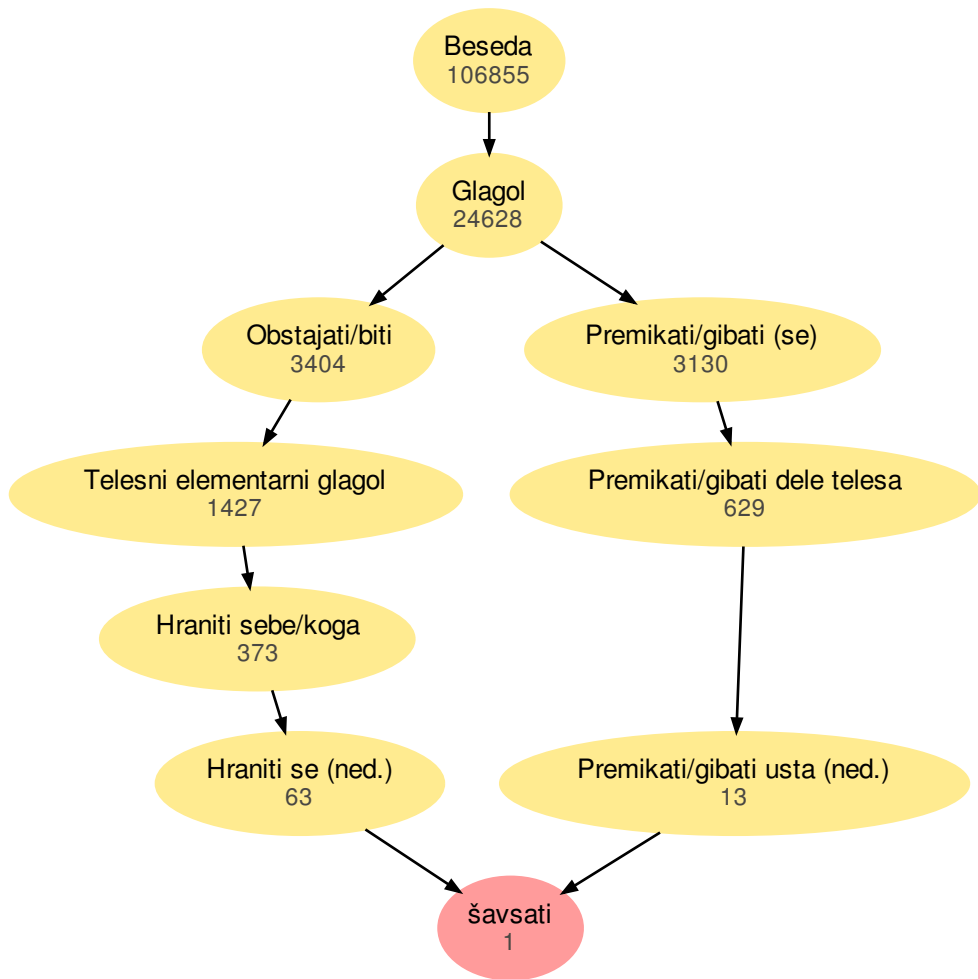 Beseda
106855
Glagol
24628
Obstajati/biti
3404
Premikati/gibati (se)
3130
Telesni elementarni glagol
1427
Premikati/gibati dele telesa
629
Hraniti sebe/koga
373
Hraniti se (ned.)
63
Premikati/gibati usta (ned.)
13
šavsati
1